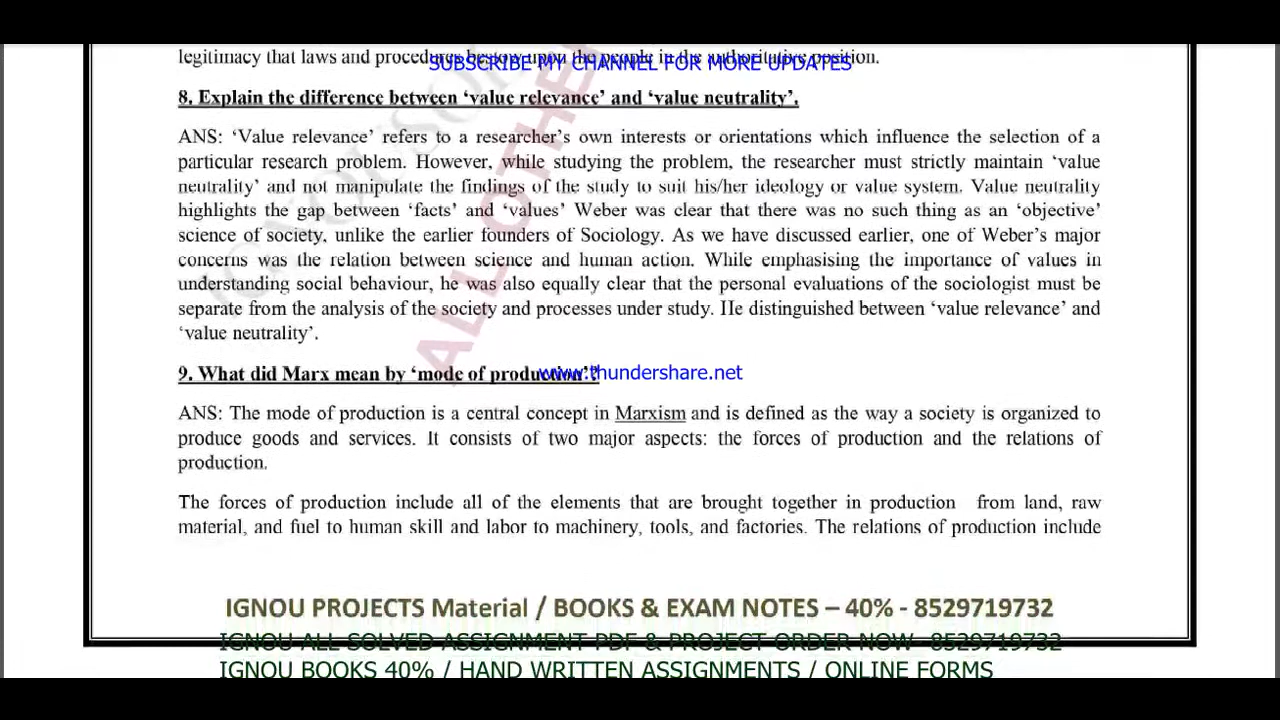 legitimacy that laws and procedures bestow upon the people in the authoritative position.
SUBSCRIBE MY CHANNEL FOR MORE UPDATES
8. Explain the difference between ‘value relevance’ and ‘value neutrality’.
ANS: ‘Value relevance’ refers to a researcher’s own interests or orientations which influence the selection of a
particular research problem. However, while studying the problem, the researcher must strictly maintain ‘value
neutrality’ and not manipulate the findings of the study to suit his/her ideology or value system. Value neutrality
highlights the gap between ‘facts’ and ‘values’ Weber was clear that there was no such thing as an ‘objective’
science of society, unlike the earlier founders of Sociology. As we have discussed earlier, one of Weber’s major
concerns was the relation between science and human action. While emphasising the importance of values in
understanding social behaviour, he was also equally clear that the personal evaluations of the sociologist must be
separate from the analysis of the society and processes under study. He distinguished between ‘value relevance’ and
‘value neutrality’.
9. What did Marx mean by ‘mode of production’?
www.thundershare.net
ANS: The mode of production is a central concept in Marxism and is defined as the way a society is organized to
produce goods and services. It consists of two major aspects: the forces of production and the relations of
production.
The forces of production include all of the elements that are brought together in production from land, raw
material, and fuel to human skill and labor to machinery, tools, and factories. The relations of production include
IGNOU PROJECTS Material / BOOKS & EXAM NOTES – 40% - 8529719732
IGNOU ALL SOLVED ASSIGNMENT PDF & PROJECT ORDER NOW- 8529719732
IGNOU BOOKS 40% / HAND WRITTEN ASSIGNMENTS / ONLINE FORMS